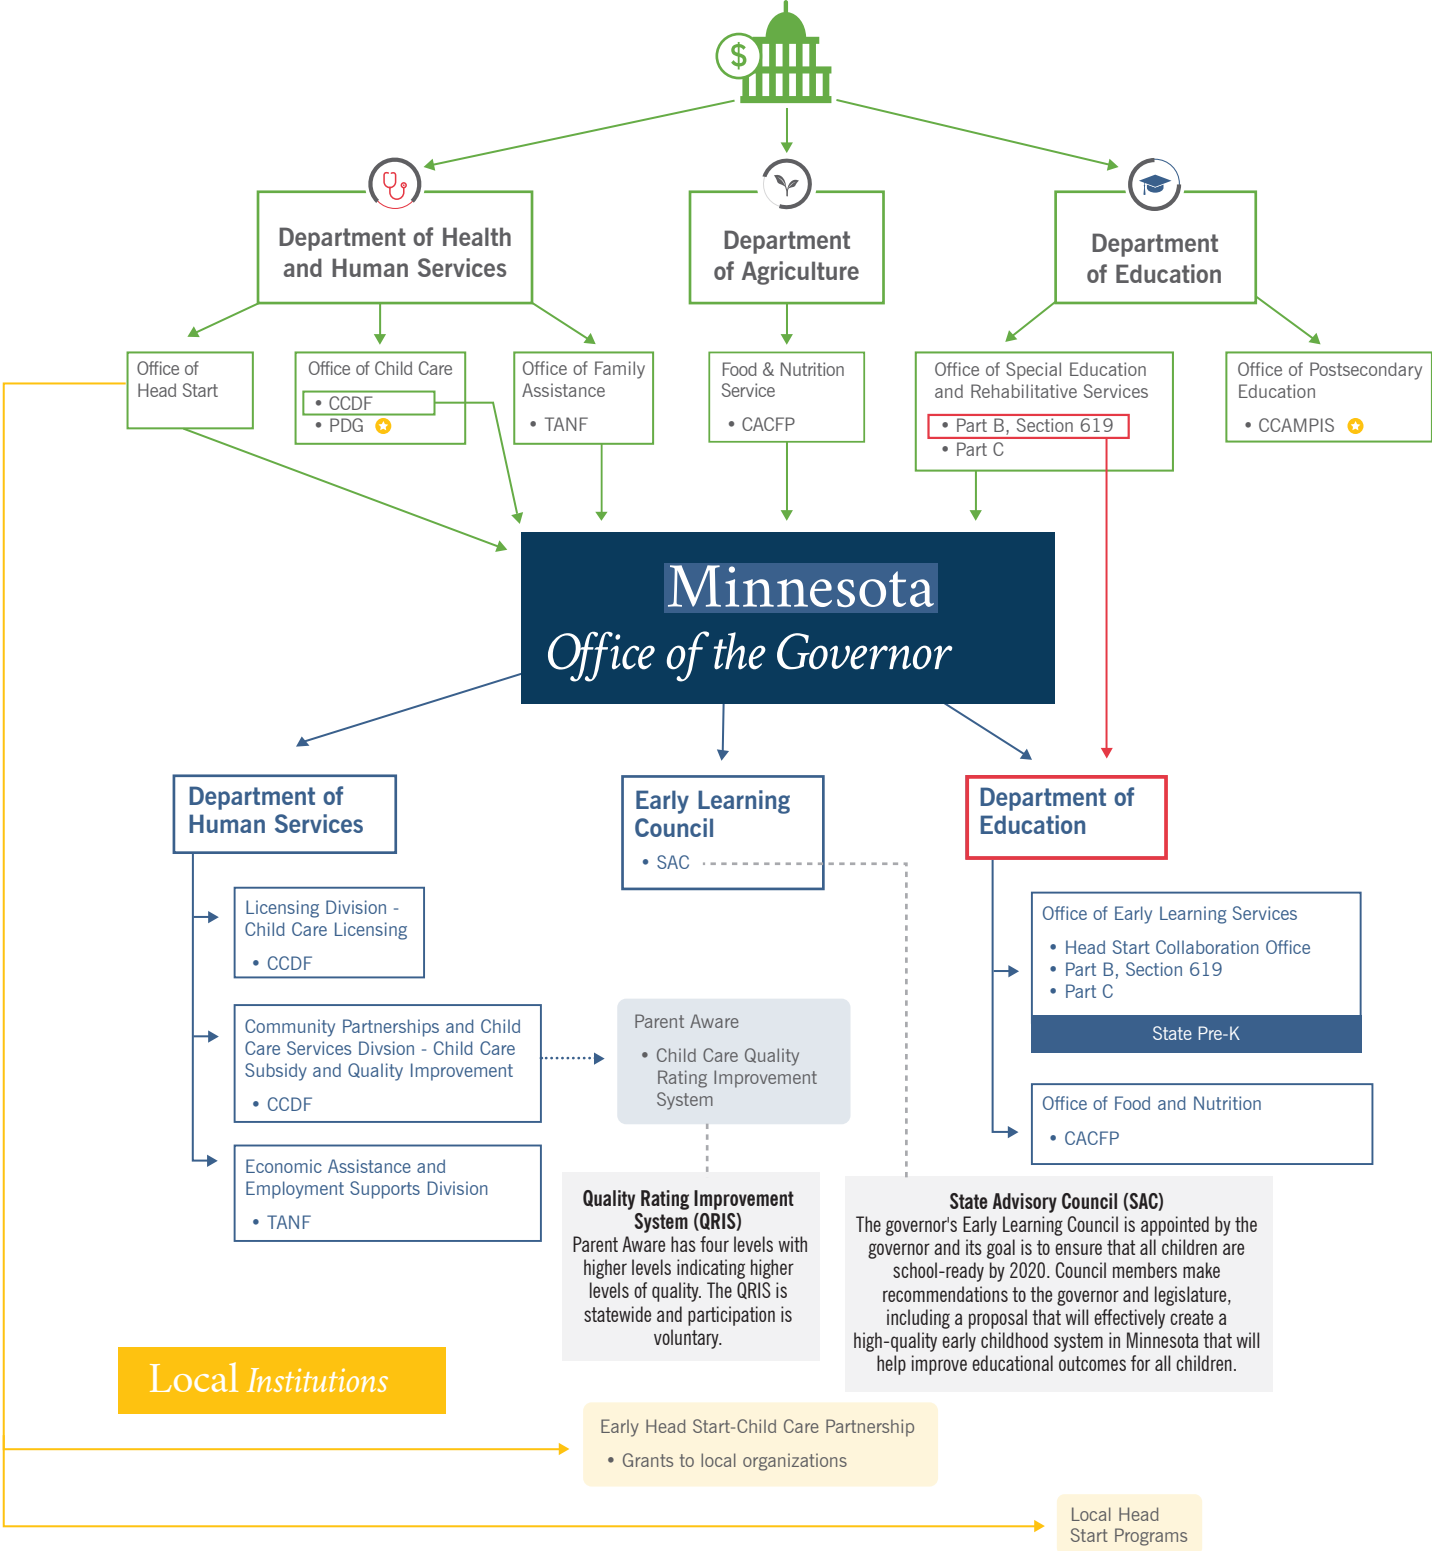 $
Department of Health
and Human Services
Department
of Agriculture
Department
of Education
Office of
Head Start
Office of Child Care
• CCDF
• PDG
Office of Family
Assistance
• TANF
Food & Nutrition
Service
• CACFP
Office of Special Education
and Rehabilitative Services
• Part B, Section 619
• Part C
Office of Postsecondary
Education
• CCAMPIS
Minnesota
Office of the Governor
Department of
Human Services
Early Learning
Council
• SAC
Department of
Education
Licensing Division -
Child Care Licensing
• CCDF
Community Partnerships and Child
Care Services Divsion - Child Care
Subsidy and Quality Improvement
• CCDF
Economic Assistance and
Employment Supports Division
• TANF
Parent Aware
• Child Care Quality
Rating Improvement
System
Office of Early Learning Services
• Head Start Collaboration Office
• Part B, Section 619
• Part C
State Pre-K
Office of Food and Nutrition
• CACFP
Quality Rating Improvement
System (QRIS)
Parent Aware has four levels with
higher levels indicating higher
levels of quality. The QRIS is
statewide and participation is
voluntary.
State Advisory Council (SAC)
The governor's Early Learning Council is appointed by the
governor and its goal is to ensure that all children are
school-ready by 2020. Council members make
recommendations to the governor and legislature,
including a proposal that will effectively create a
high-quality early childhood system in Minnesota that will
help improve educational outcomes for all children.
Local Institutions
Early Head Start-Child Care Partnership
• Grants to local organizations
Local Head
Start Programs